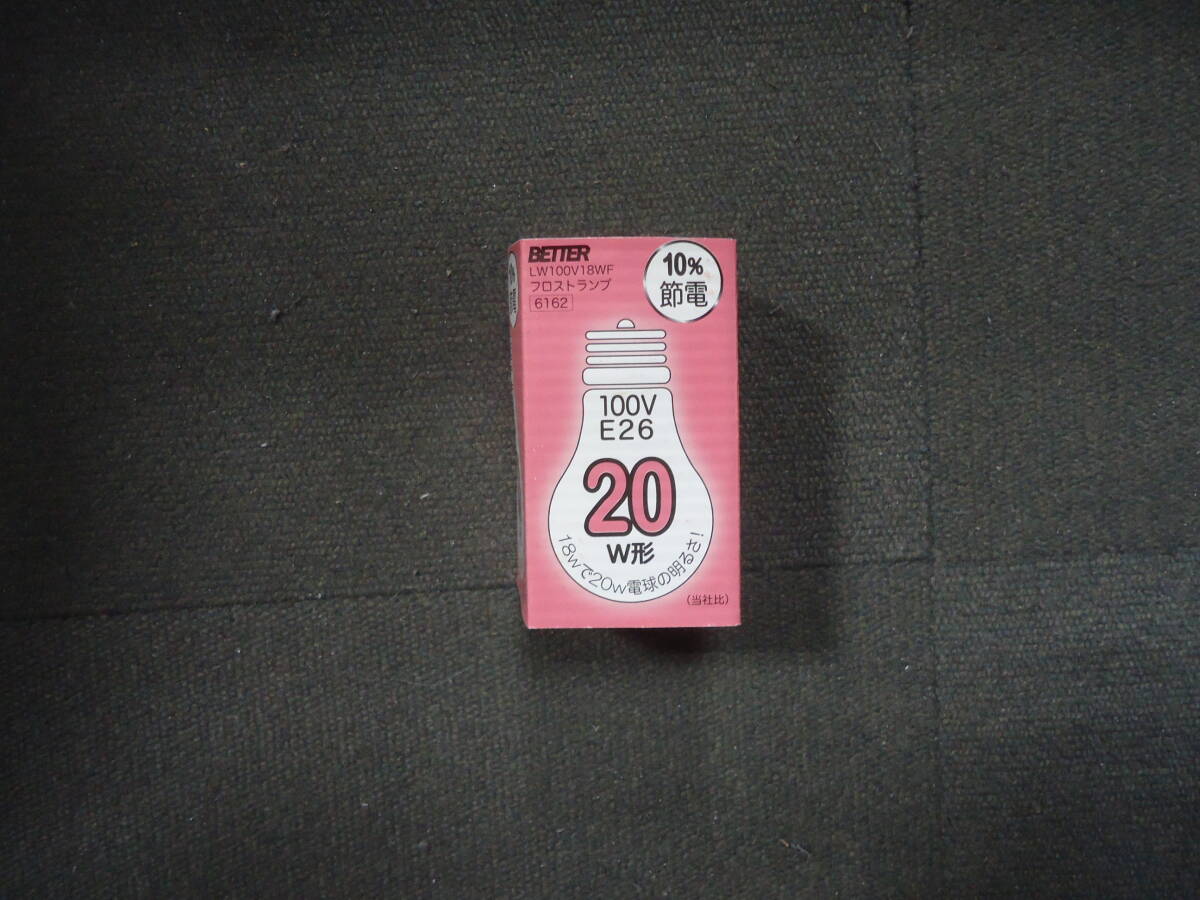 BETTER
LW100V18WF
フロストランプ
6162
10%
節電
100V
E26
20
W形
18wで20w電球の明るさ!
(当社比)